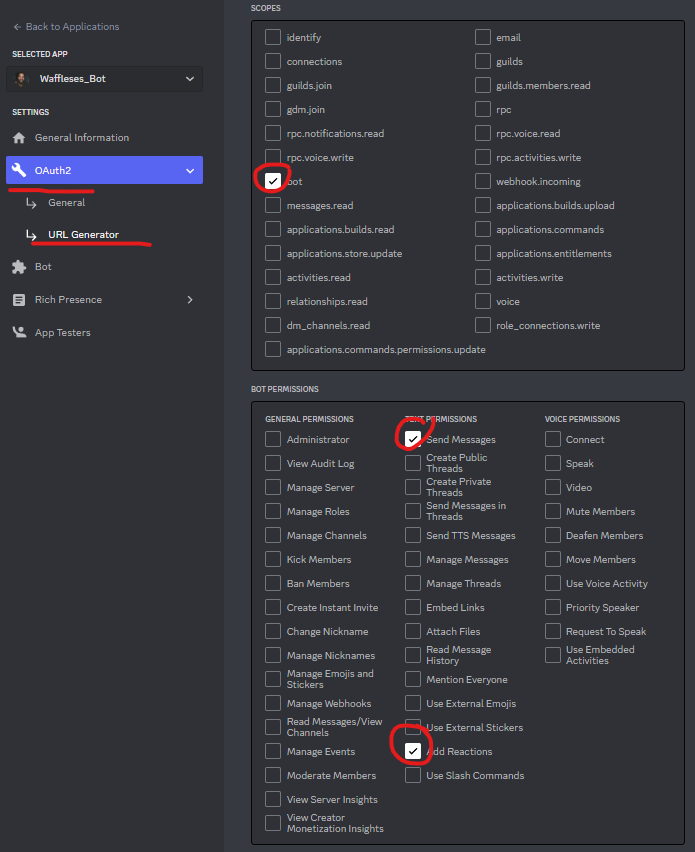 ← Back to Applications
SELECTED APP
Waffleses_Bot
SETTINGS
General Information
OAuth2
General
URL Generator
Bot
Rich Presence
App Testers
SCOPES
identify
email
connections
guilds
guilds.join
guilds.members.read
gdm.join
rpc
rpc.notifications.read
rpc.voice.read
rpc.voice.write
rpc.activities.write
bot
webhook.incoming
messages.read
applications.builds.upload
applications.builds.read
applications.commands
applications.store.update
applications.entitlements
activities.read
activities.write
relationships.read
voice
dm_channels.read
role_connections.write
applications.commands.permissions.update
BOT PERMISSIONS
GENERAL PERMISSIONS
Administrator
View Audit Log
Manage Server
Manage Roles
Manage Channels
Kick Members
Ban Members
Create Instant Invite
Change Nickname
Manage Nicknames
Manage Emojis and
Stickers
Manage Webhooks
Read Messages/View
Channels
Manage Events
Moderate Members
View Server Insights
View Creator
Monetization Insights
TEXT PERMISSIONS
Send Messages
Create Public
Threads
Create Private
Threads
Send Messages in
Threads
Send TTS Messages
Manage Messages
Manage Threads
Embed Links
Attach Files
Read Message
History
Mention Everyone
Use External Emojis
Use External Stickers
Add Reactions
Use Slash Commands
VOICE PERMISSIONS
Connect
Speak
Video
Mute Members
Deafen Members
Move Members
Use Voice Activity
Priority Speaker
Request To Speak
Use Embedded
Activities